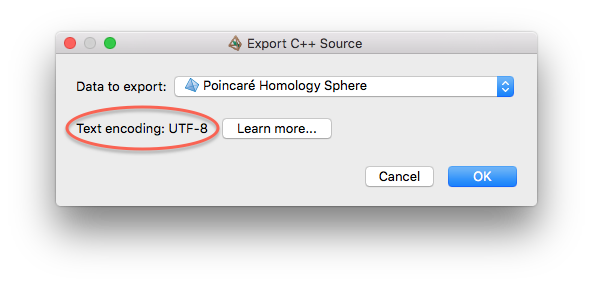 Export C++ Source
Data to export: Poincaré Homology Sphere
Text encoding: UTF-8 Learn more...
Cancel OK